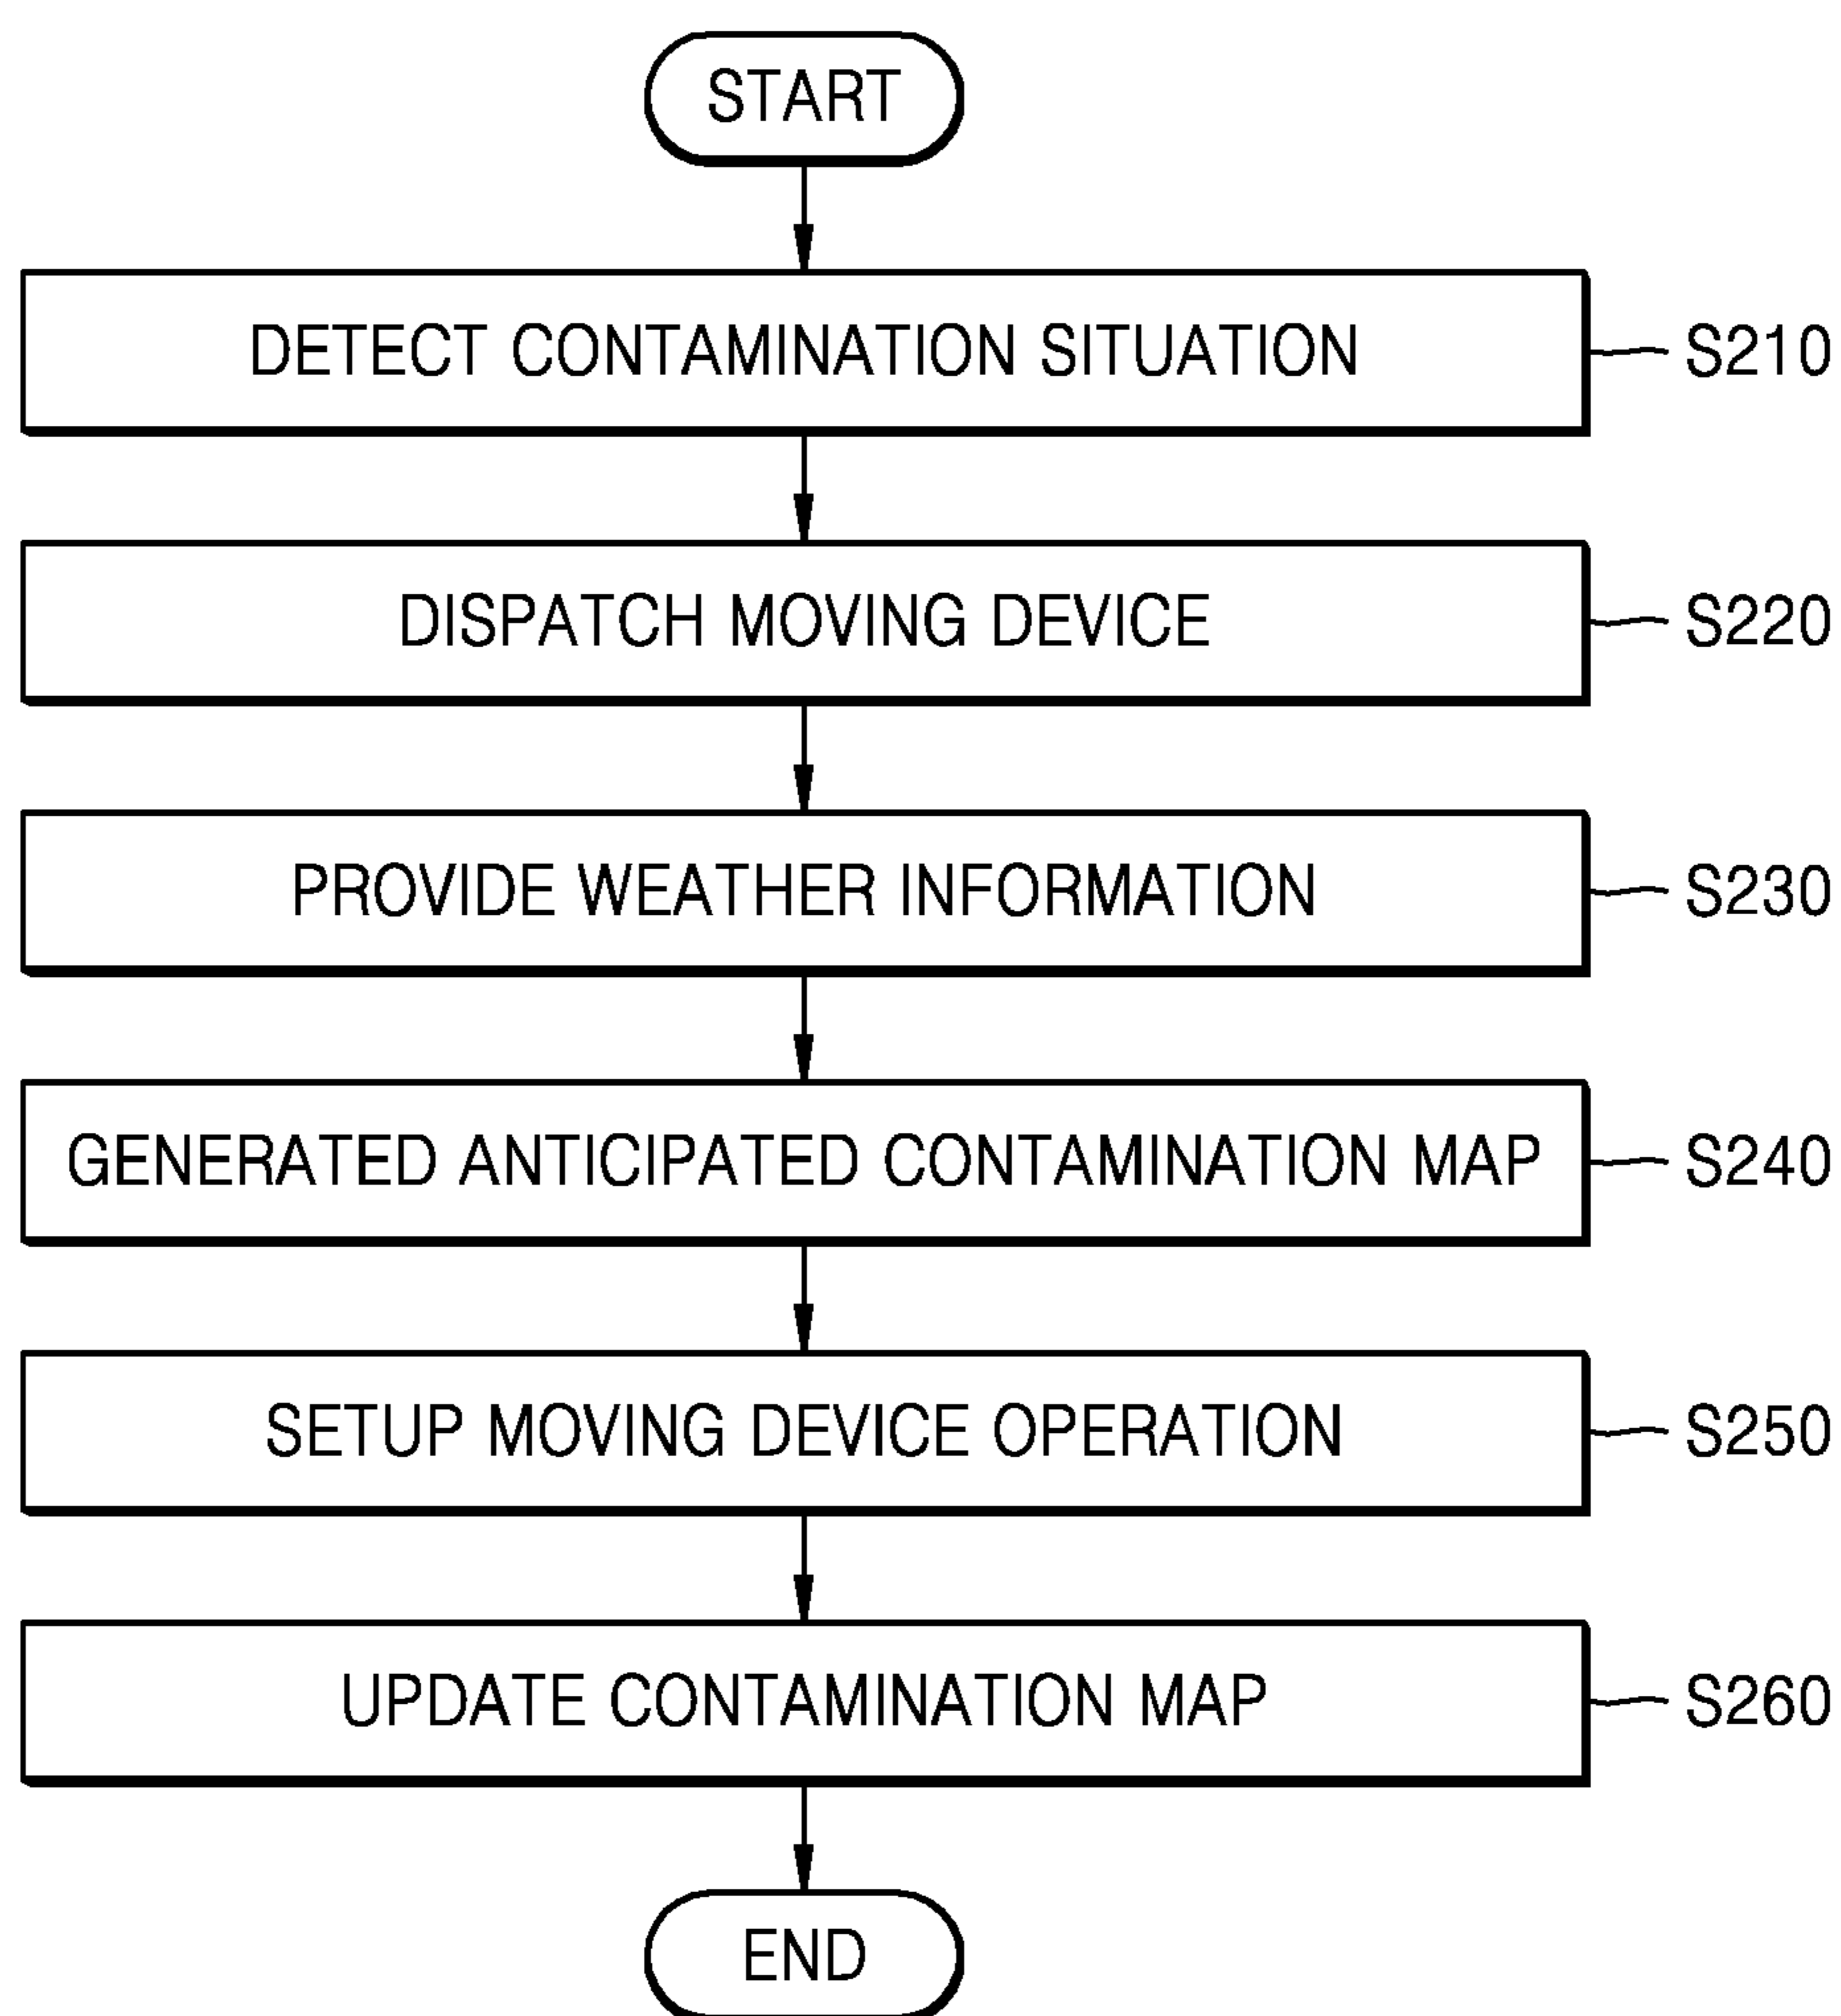 START
DETECT CONTAMINATION SITUATION S210
DISPATCH MOVING DEVICE S220
PROVIDE WEATHER INFORMATION S230
GENERATED ANTICIPATED CONTAMINATION MAP S240
SETUP MOVING DEVICE OPERATION S250
UPDATE CONTAMINATION MAP S260
END